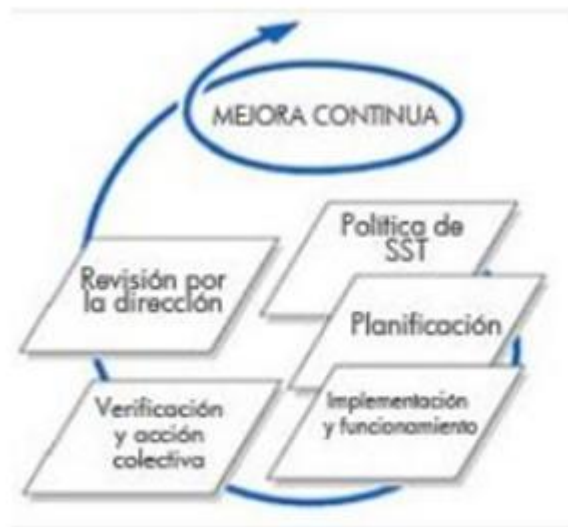 MEJORA CONTINUA
Política de
SST
Planificación
Implementación
y funcionamiento
Verificación
y acción
colectiva
Revisión por
la dirección